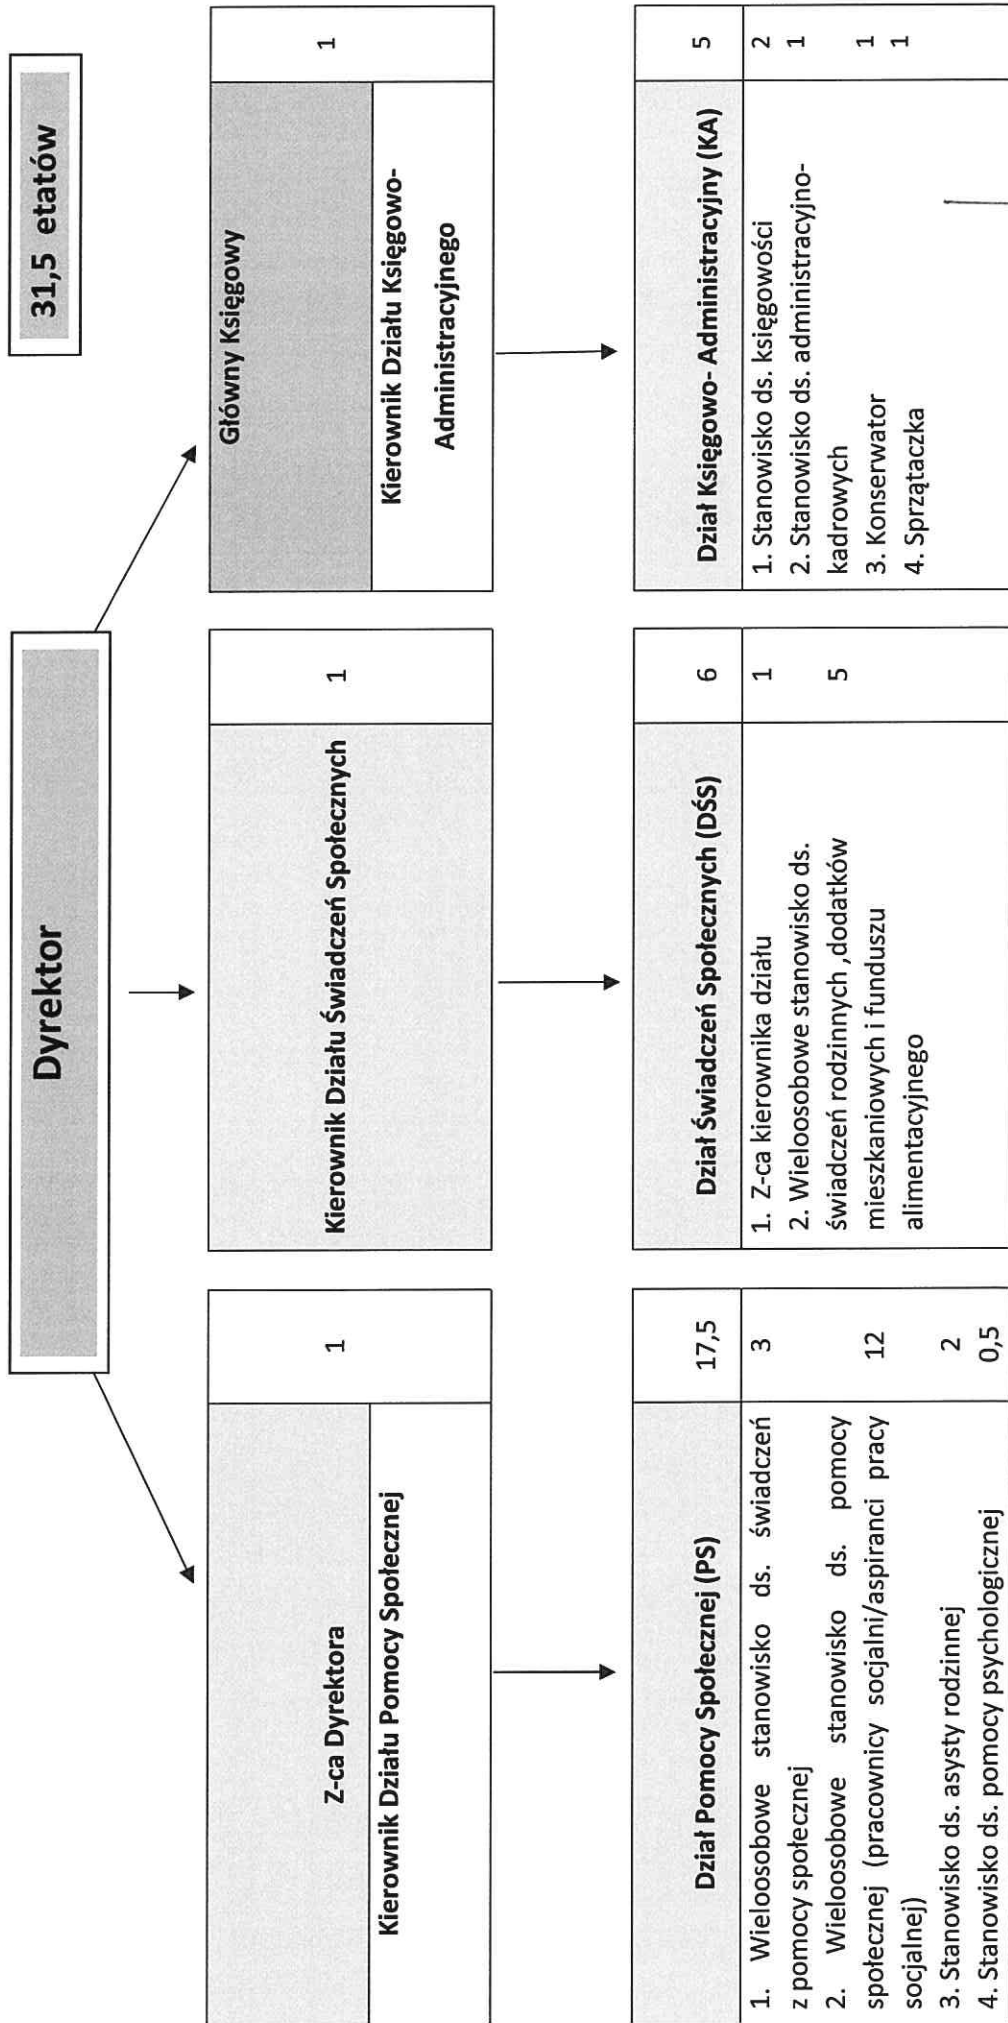 31,5 etatów
Dyrektor
Z-ca Dyrektora
Kierownik Działu Pomocy Społecznej
1
Kierownik Działu Świadczeń Społecznych
1
Główny Księgowy
Kierownik Działu Księgowo-
Administracyjnego
1
Dział Pomocy Społecznej (PS)
17,5
1. Wieloosobowe stanowisko ds. świadczeń
z pomocy społecznej
3
2. Wieloosobowe stanowisko ds. pomocy
społecznej (pracownicy socjalni/aspiranci pracy
socjalnej)
12
3. Stanowisko ds. asysty rodzinnej
2
4. Stanowisko ds. pomocy psychologicznej
0,5
Dział Świadczeń Społecznych (DŚS)
6
1. Z-ca kierownika działu
1
2. Wieloosobowe stanowisko ds.
świadczeń rodzinnych ,dodatków
mieszkaniowych i funduszu
alimentacyjnego
5
Dział Księgowo- Administracyjny (KA)
5
1. Stanowisko ds. księgowości
2
2. Stanowisko ds. administracyjno-
kadrowych
1
3. Konserwator
1
4. Sprzątaczka
1